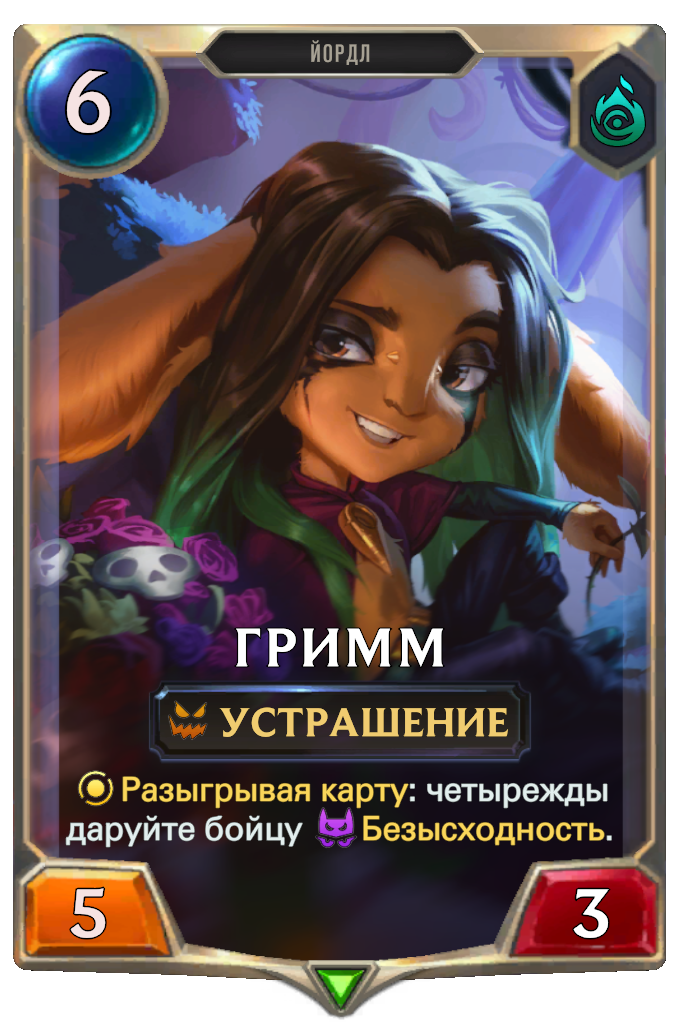 ЙОРДЛ
6
ГРИММ
УСТРАШЕНИЕ
Разыгрывая карту: четырежды
даруйте бойцу Безысходность.
5
3